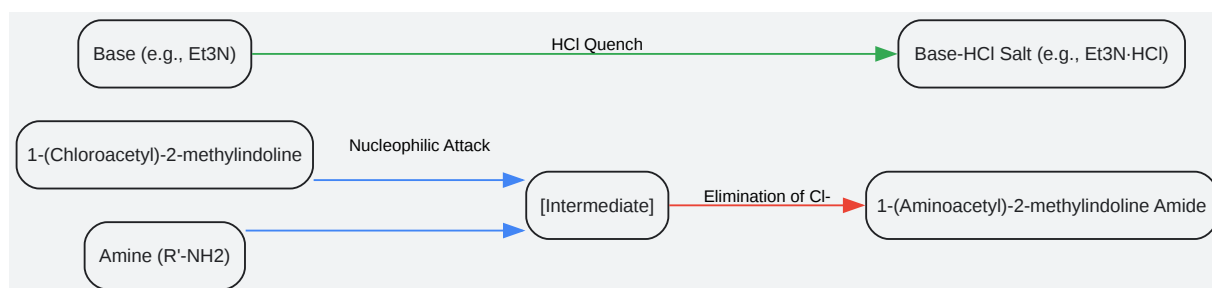 Base (e.g., Et3N)
HCl Quench
Base-HCl Salt (e.g., Et3N·HCl)
1-(Chloroacetyl)-2-methylindoline
Nucleophilic Attack
[Intermediate]
Elimination of Cl-
1-(Aminoacetyl)-2-methylindoline Amide
Amine (R'-NH2)